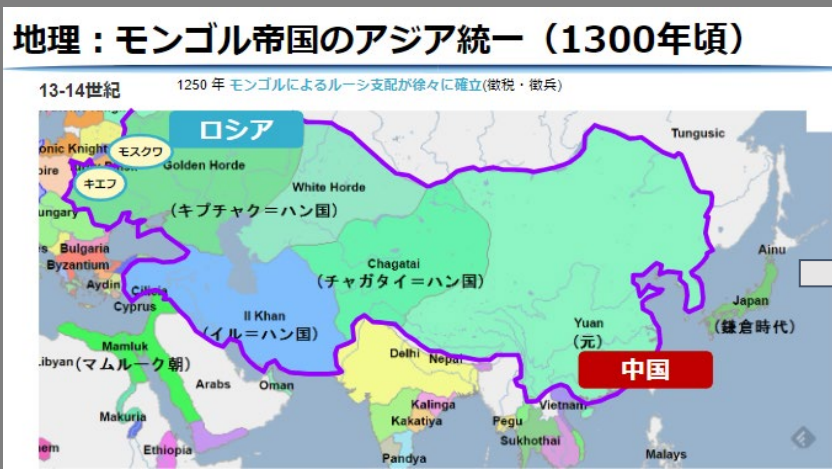 地理:モンゴル帝国のアジア統一(1300年頃)
13-14世紀
1250 年 モンゴルによるルーシ支配が徐々に確立(徴税・徴兵)
ロシア
Tungusic
onic Knight
モスクワ
Golden Horde
キエフ
White Horde
(キプチャク=ハン国)
ungary
Bulgaria
Byzantium
Chagatai
(チャガタイ=ハン国)
Ainu
Aydin
Cilicia
Cyprus
Japan
(鎌倉時代)
Il Khan
(イル=ハン国)
Yuan
(元)
Mamluk
(マムルーク朝)
Delhi
Nepal
中国
Arabs
Oman
Makuria
Kalinga
Kakatiya
Vietnam
Pegu
Sukhothai
Ethiopia
Pandya
Malays